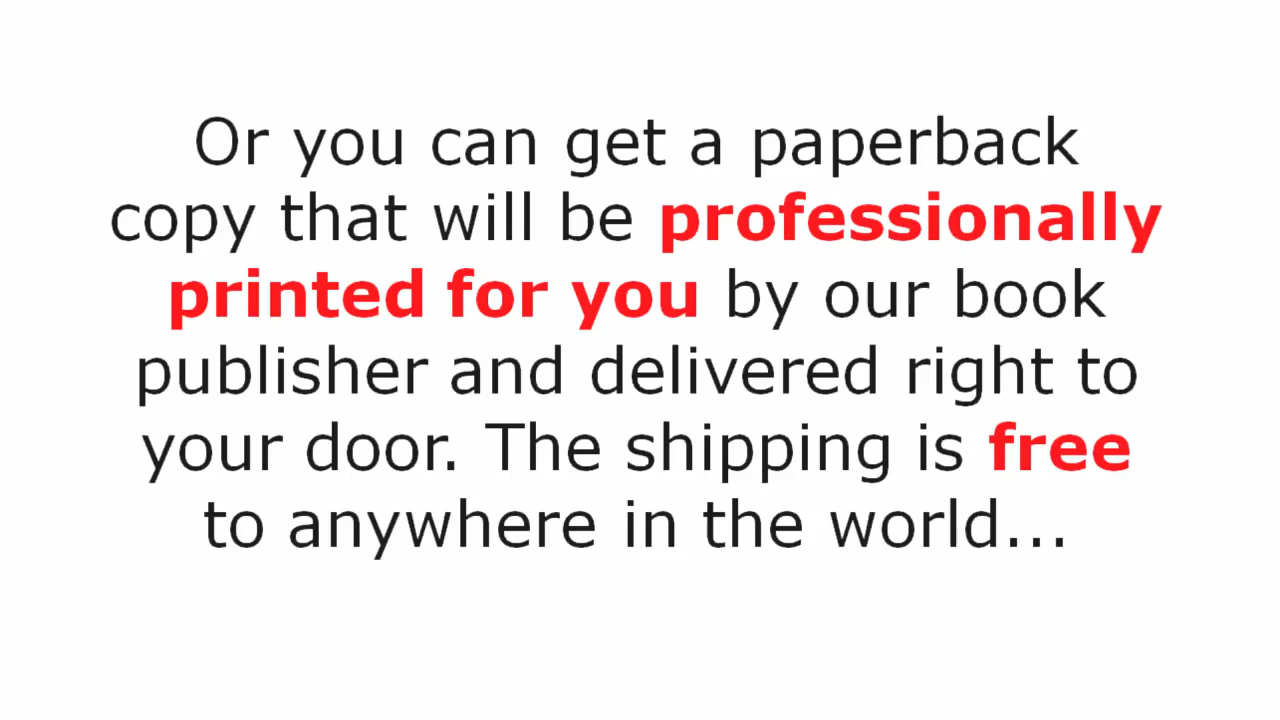 Or you can get a paperback
copy that will be professionally
printed for you by our book
publisher and delivered right to
your door. The shipping is free
to anywhere in the world...